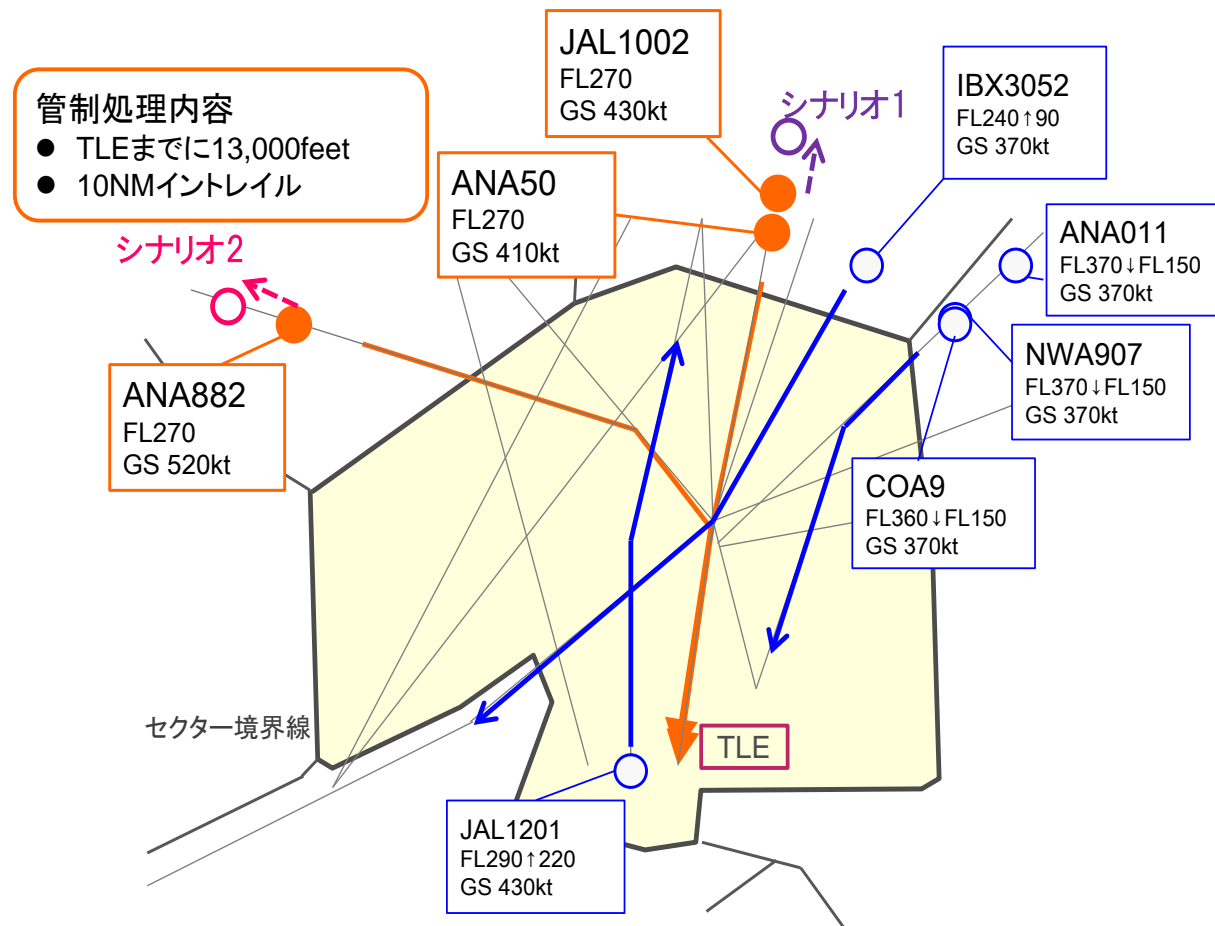 JAL1002
FL270
GS 430kt
管制処理内容
● TLEまでに13,000feet
● 10NMイントレイル
シナリオ1
IBX3052
FL240↑90
GS 370kt
ANA50
FL270
GS 410kt
ANA011
FL370↓FL150
GS 370kt
シナリオ2
NWA907
FL370↓FL150
GS 370kt
ANA882
FL270
GS 520kt
COA9
FL360↓FL150
GS 370kt
セクター境界線
TLE
JAL1201
FL290↑220
GS 430kt